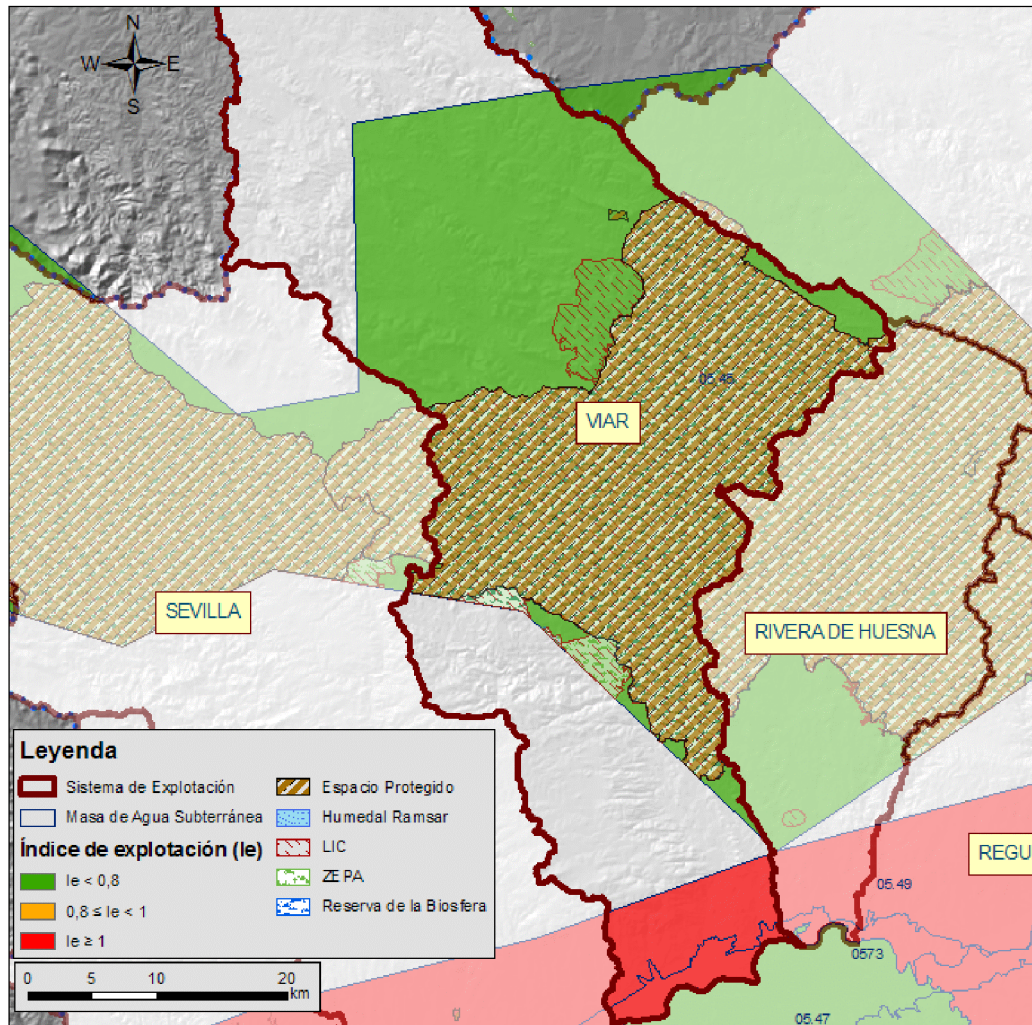 N
W E
S
05.45
VIAR
SEVILLA
RIVERA DE HUESNA
REGU
05.49
0573
05.47
g
Leyenda
Sistema de Explotación
Masa de Agua Subterránea
Índice de explotación (Ie)
Ie < 0,8
0,8 ≤ Ie < 1
Ie ≥ 1
Espacio Protegido
Humedal Ramsar
LIC
ZEPA
Reserva de la Biosfera
0 5 10 20
km